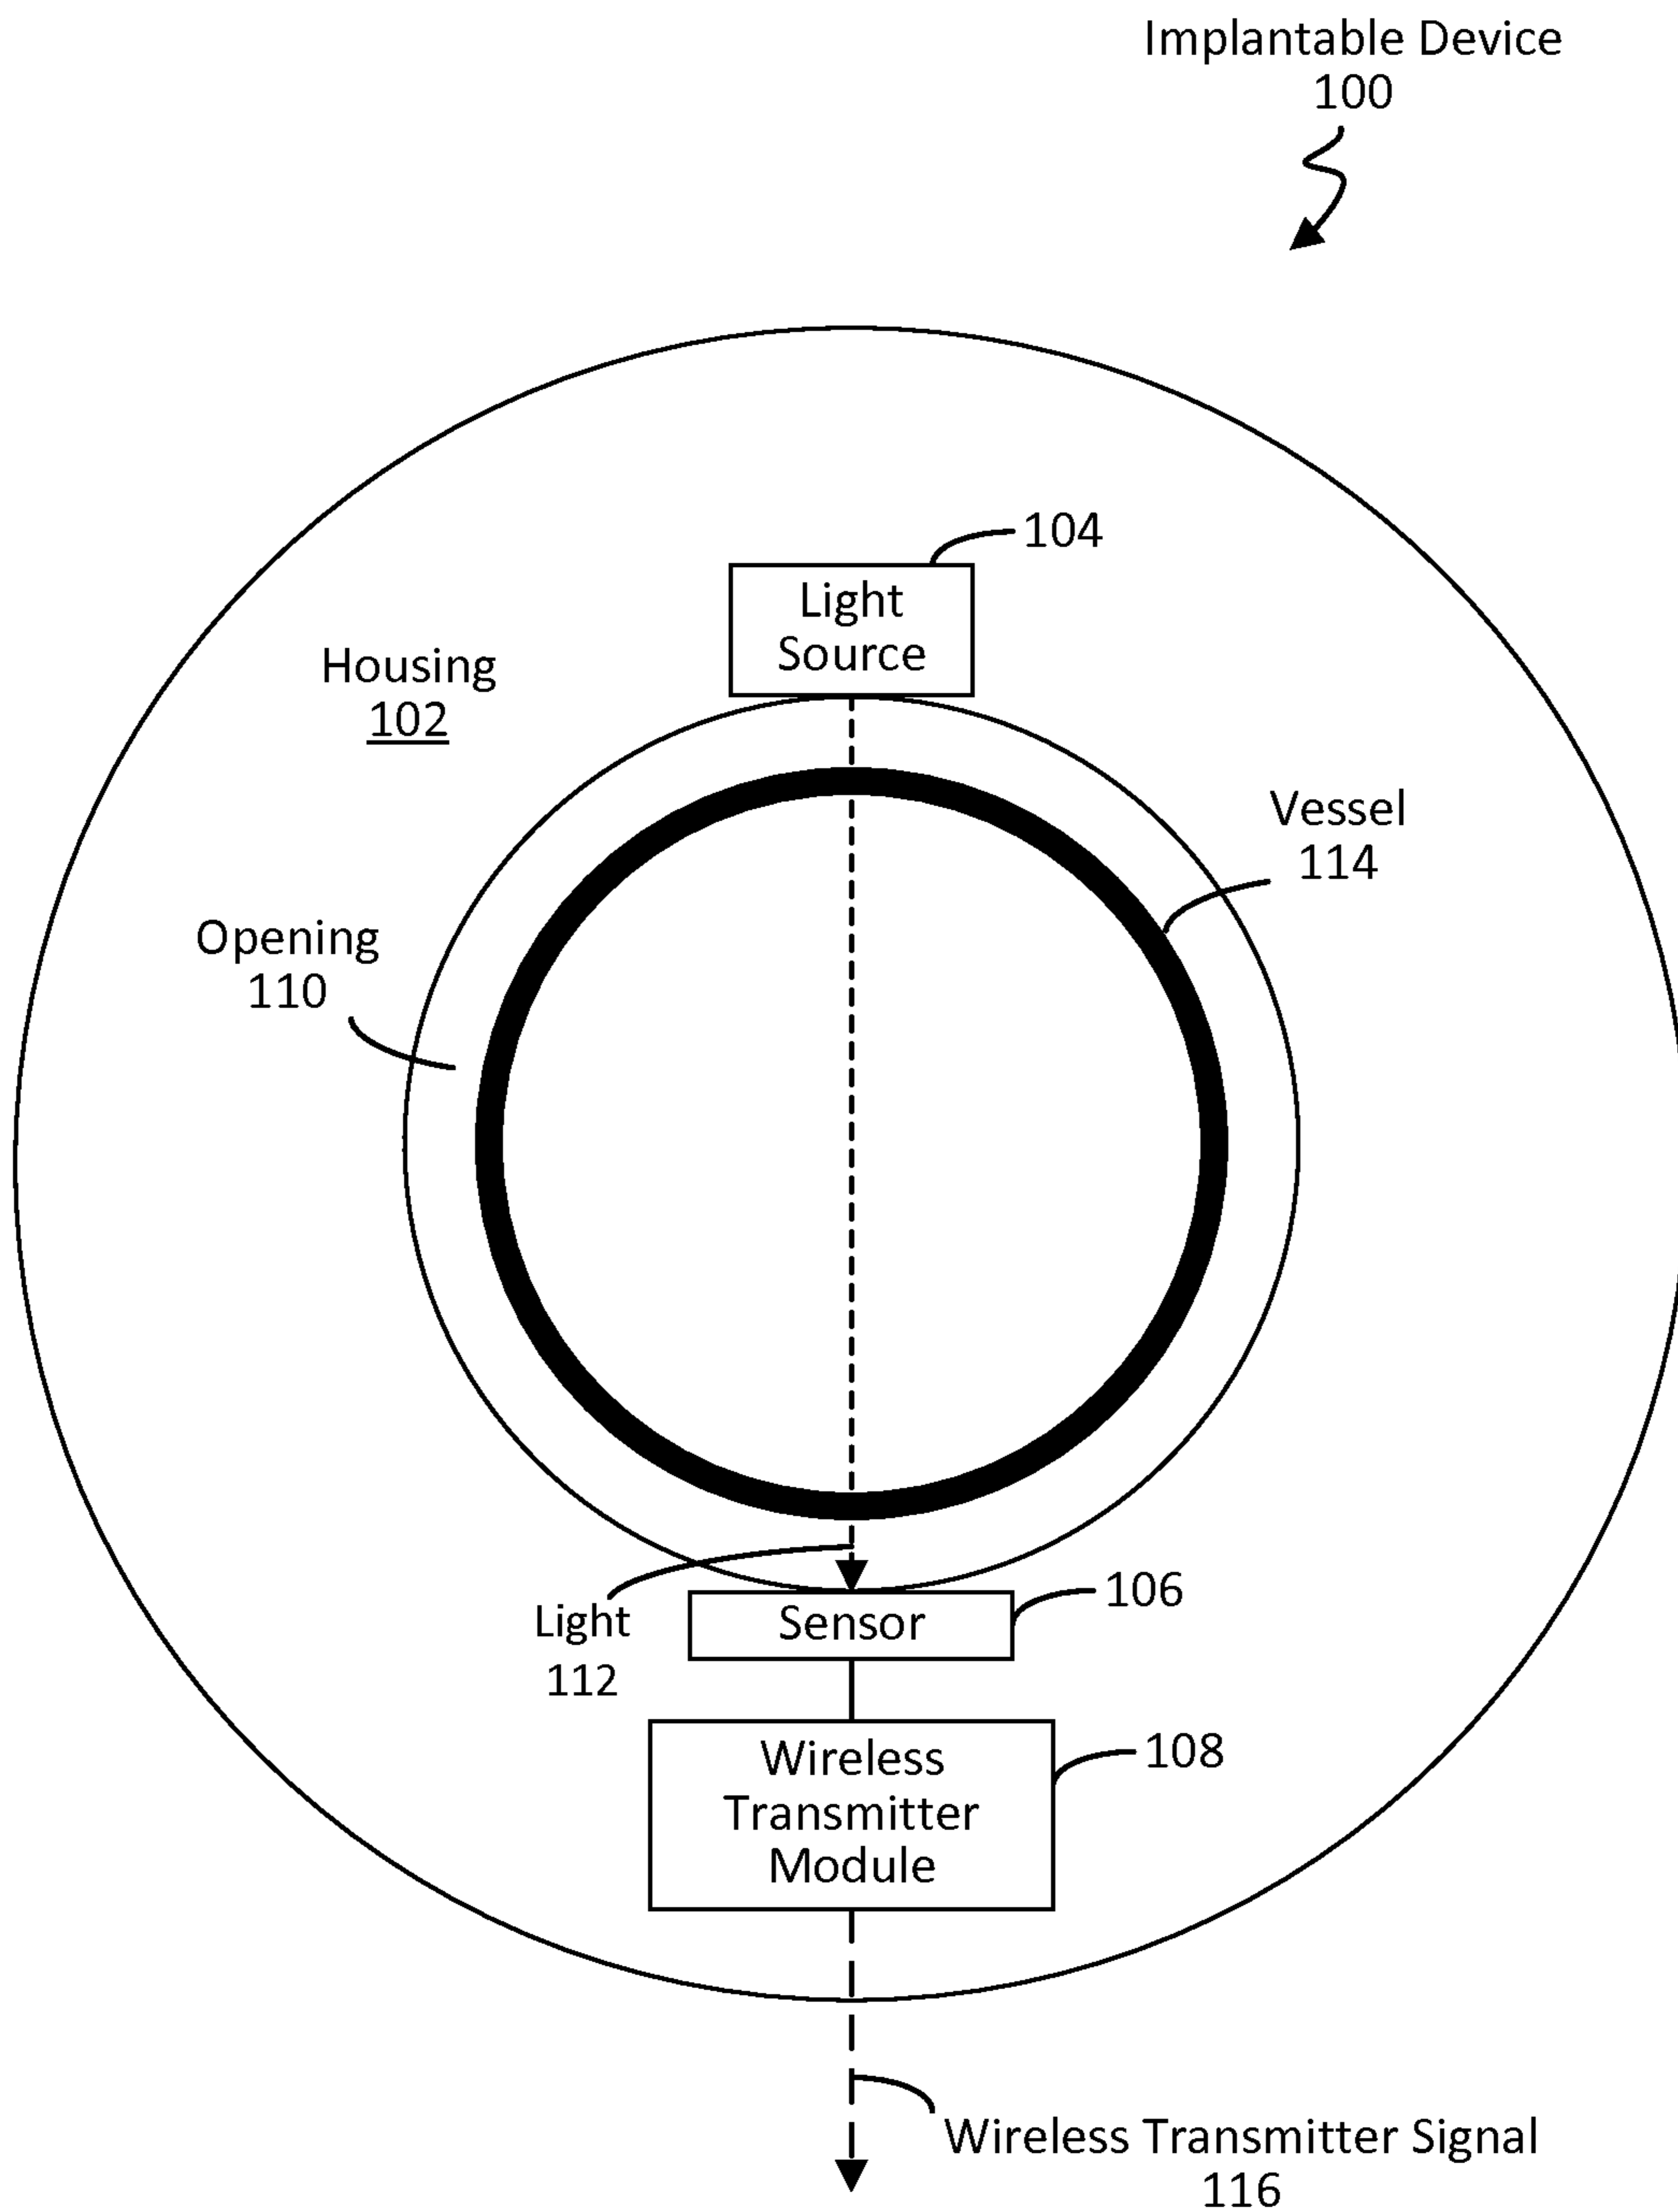 Implantable Device
100
104
Light
Source
Housing
102
Vessel
114
Opening
110
106
Sensor
Light
112
108
Wireless
Transmitter
Module
Wireless Transmitter Signal
116